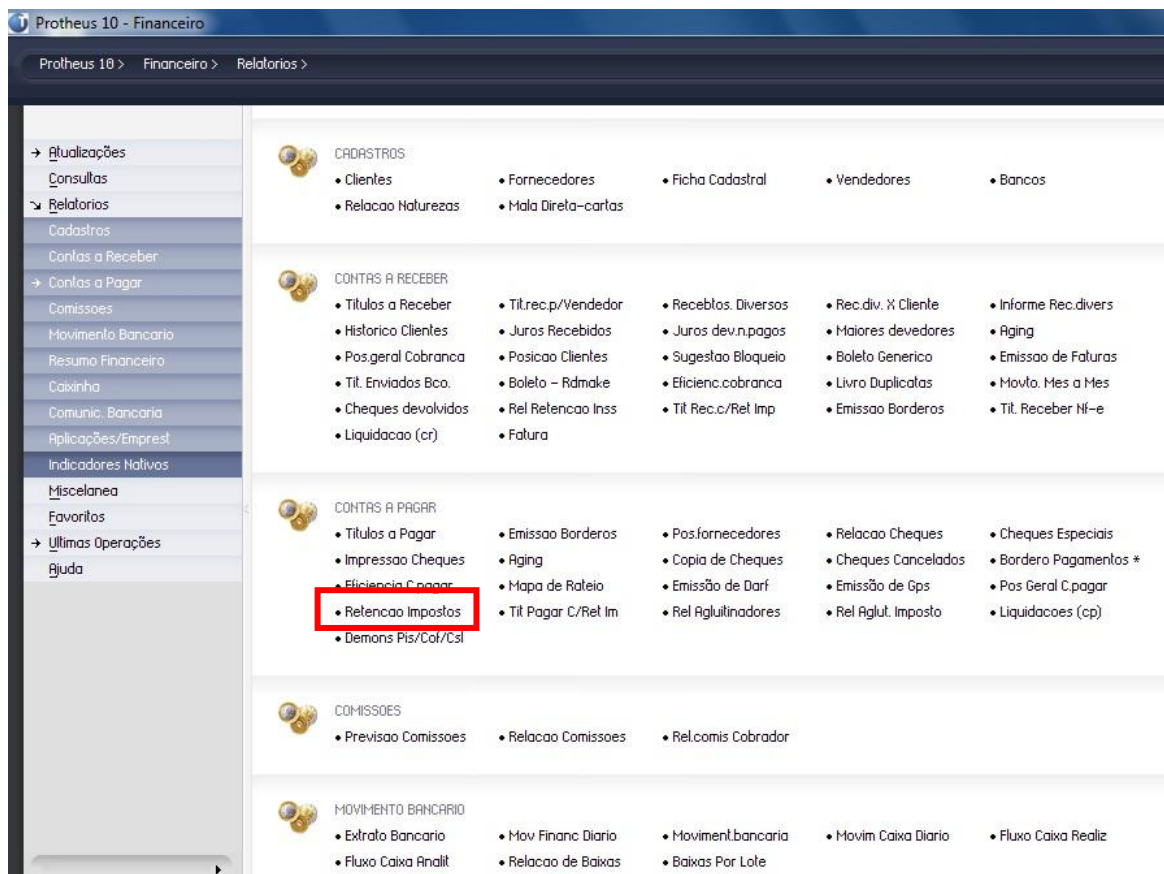 Protheus 10 - Financeiro
Protheus 10 > Financeiro > Relatorios >
Atualizações
Consultas
Relatorios
Cadastros
Contas a Receber
Contas a Pagar
Comissoes
Movimento Bancario
Resumo Financeiro
Caixinha
Comunic. Bancaria
Aplicações/Emprest
Indicadores Nativos
Miscelanea
Favoritos
Ultimas Operações
Ajuda
CADASTROS
• Clientes • Fornecedores • Ficha Cadastral • Vendedores • Bancos
• Relacao Naturezas • Mala Direta-cartas
CONTAS A RECEBER
• Titulos a Receber • Tit.rec.p/Vendedor • Recebtos. Diversos • Rec.div. X Cliente • Informe Rec.divers
• Historico Clientes • Juros Recebidos • Juros dev.n.pagos • Maiores devedores • Aging
• Pos.geral Cobranca • Posicao Clientes • Sugestao Bloqueio • Boleto Generico • Emissao de Faturas
• Tit. Enviados Bco. • Boleto - Rdmake • Eficienc.cobranca • Livro Duplicatas • Movto. Mes a Mes
• Cheques devolvidos • Rel Retencao Inss • Tit Rec.c/Ret Imp • Emissao Borderos • Tit. Receber Nf-e
• Liquidacao (cr) • Fatura
CONTAS A PAGAR
• Titulos a Pagar • Emissao Borderos • Pos.fornecedores • Relacao Cheques • Cheques Especiais
• Impressao Cheques • Aging • Copia de Cheques • Cheques Cancelados • Bordero Pagamentos *
• Eficiencia C.pagar • Mapa de Rateio • Emissão de Darf • Emissão de Gps • Pos Geral C.pagar
• Retencao Impostos • Tit Pagar C/Ret Im • Rel Aglutinadores • Rel Aglut. Imposto • Liquidacoes (cp)
• Demons Pis/Cof/Csl
COMISSOES
• Previsao Comissoes • Relacao Comissoes • Rel.comis Cobrador
MOVIMENTO BANCARIO
• Extrato Bancario • Mov Financ Diario • Moviment.bancaria • Movim Caixa Diario • Fluxo Caixa Realiz
• Fluxo Caixa Analit • Relacao de Baixas • Baixas Por Lote